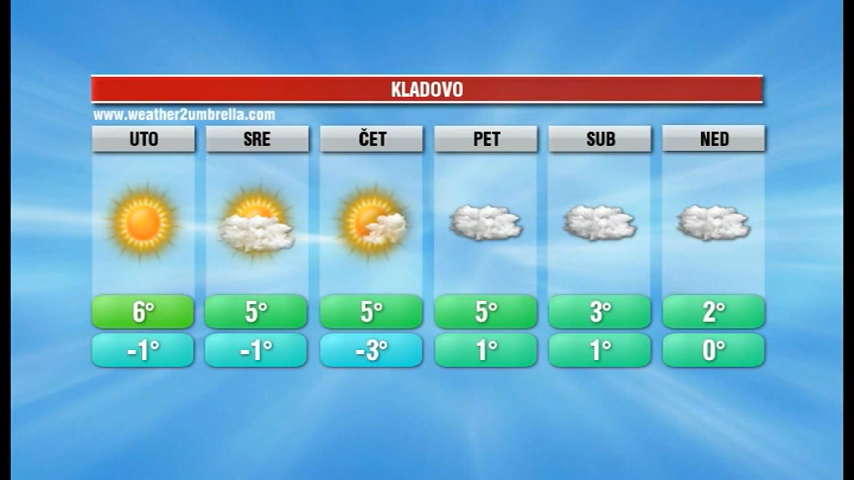 KLADOVO
www.weather2umbrella.com
UTO SRE ČET PET SUB NED
6° 5° 5° 5° 3° 2°
-1° -1° -3° 1° 1° 0°